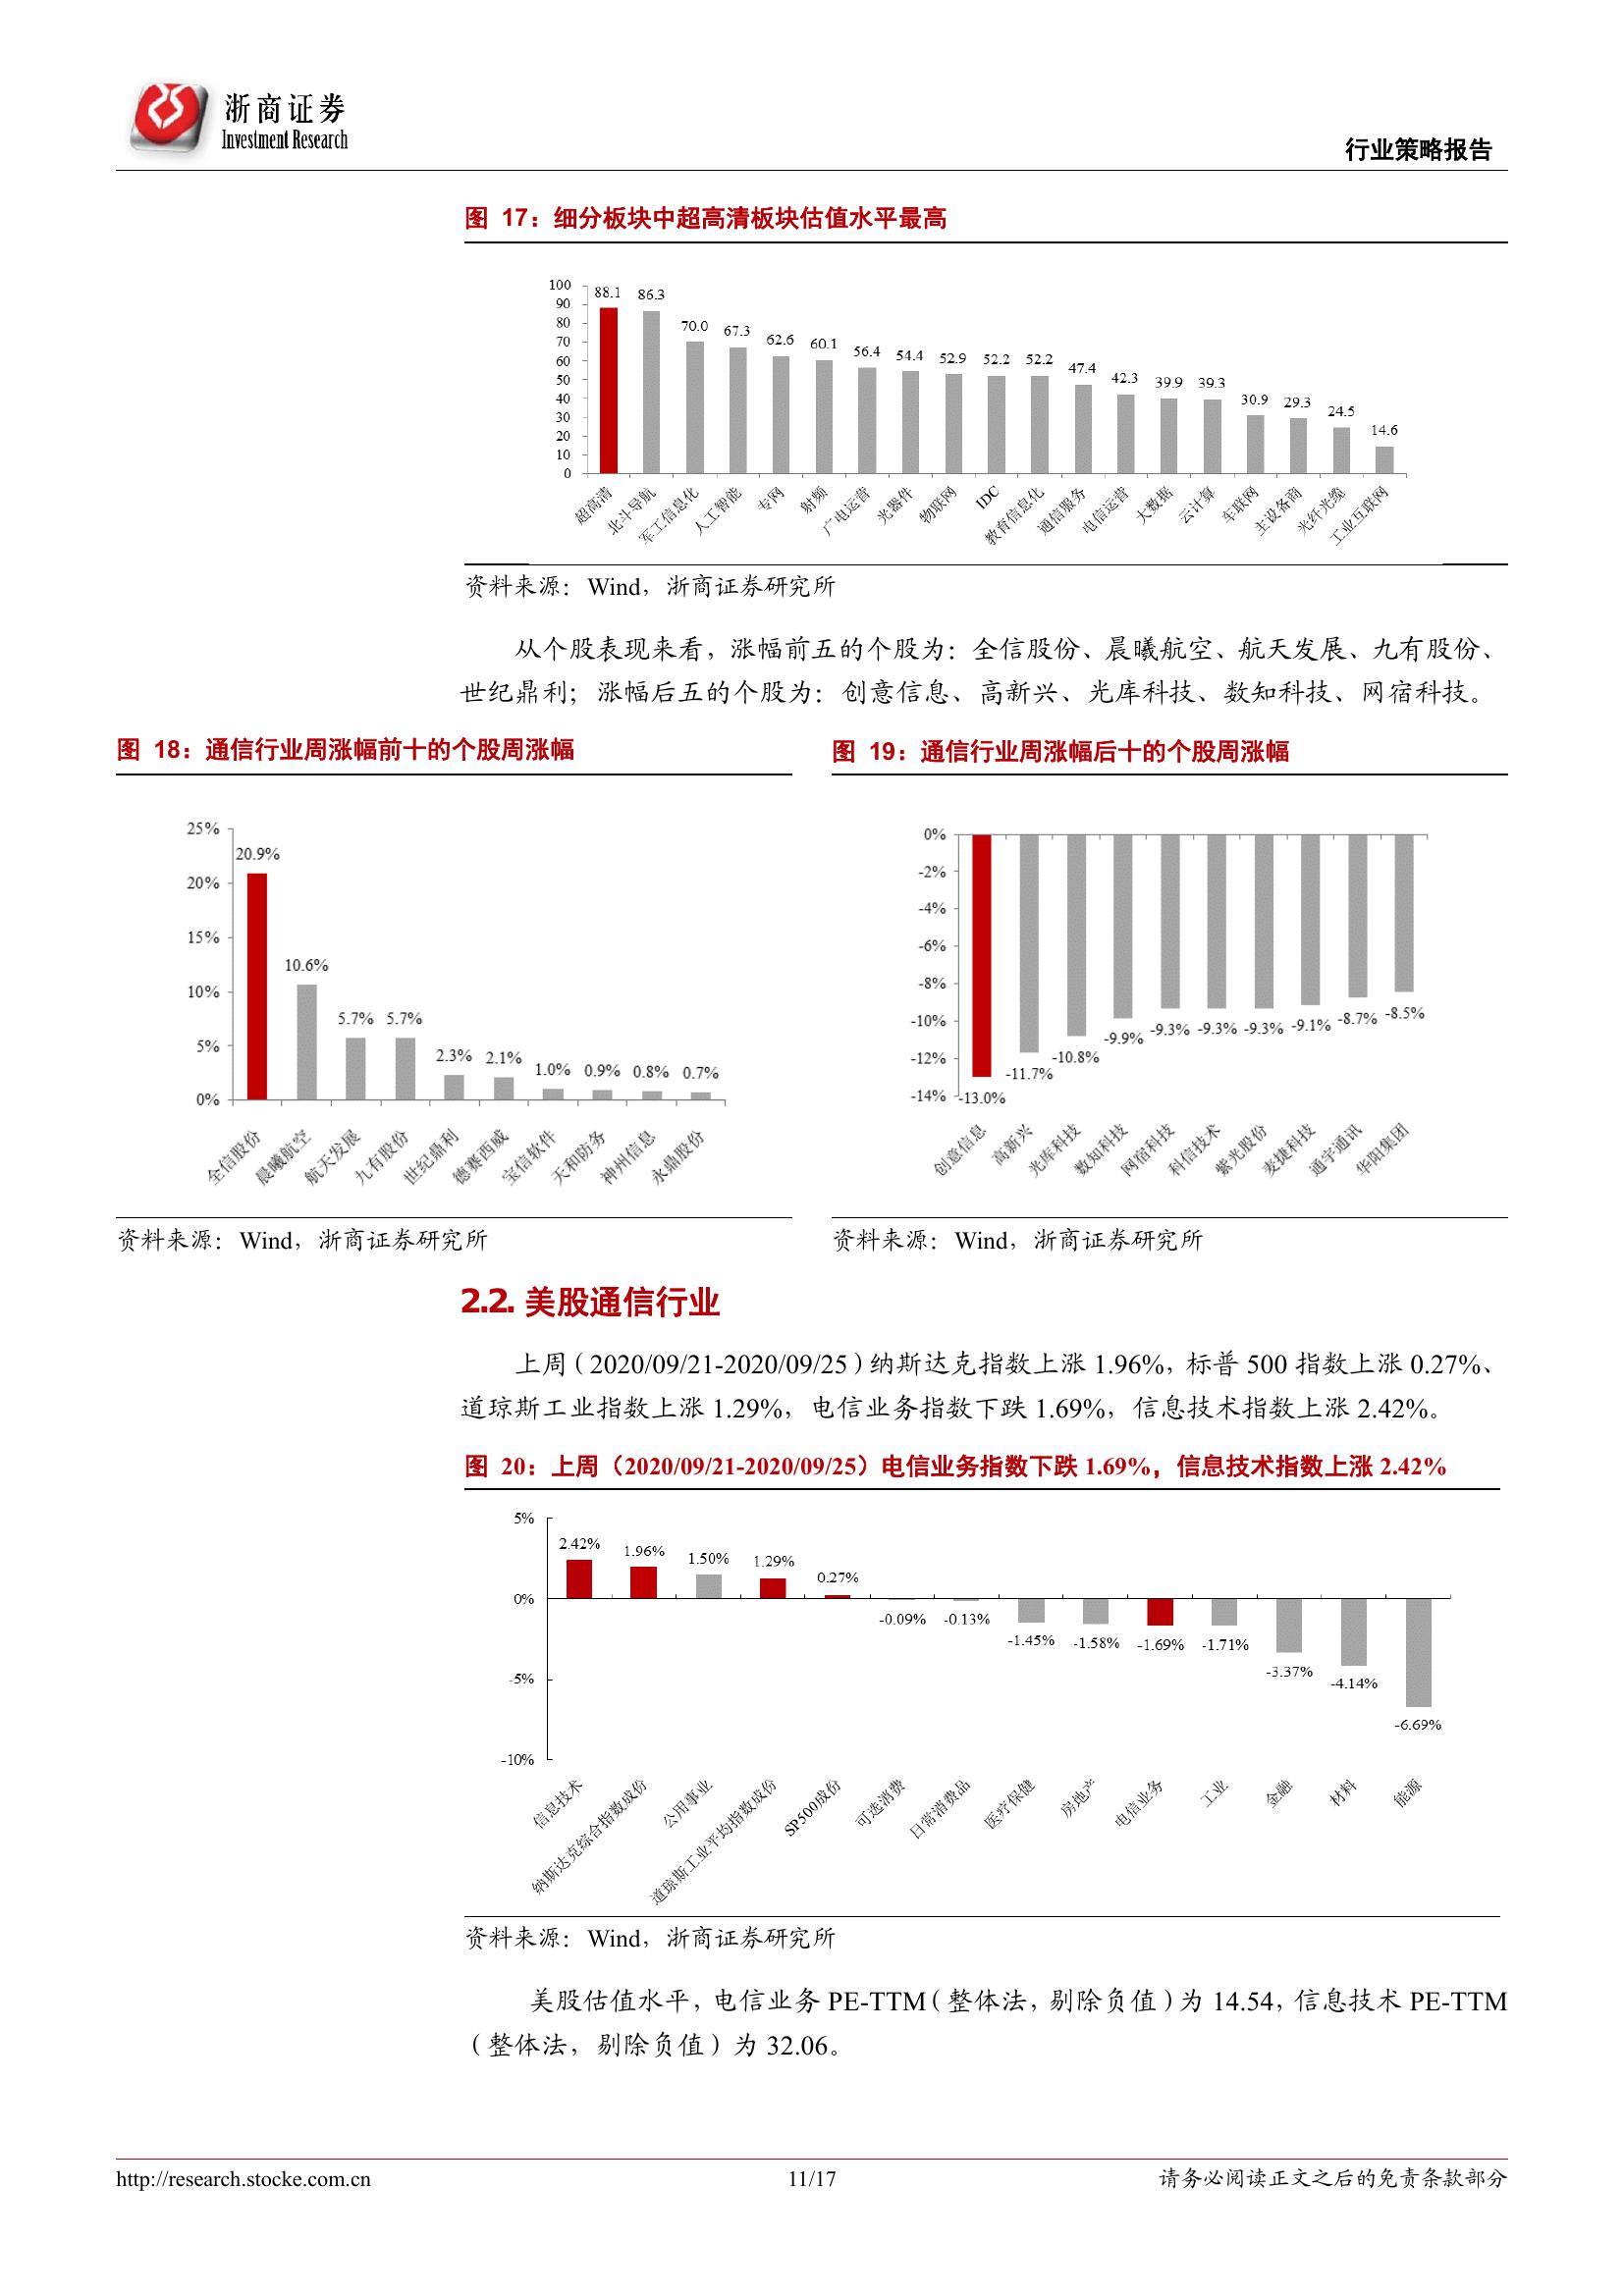 浙商证券
Investment Research
行业策略报告
图 17：细分板块中超高清板块估值水平最高
100
90
80
70
60
50
40
30
20
10
0
88.1 86.3 70.0 67.3 62.6 60.1 56.4 54.4 52.9 52.2 52.2 47.4 42.3 39.9 39.3 30.9 29.3 24.5 14.6
超高清 北斗导航 军工信息化 人工智能 专网 射频 广电运营 光器件 物联网 IDC 教育信息化 通信服务 电信运营 大数据 云计算 车联网 主设备商 光纤光缆 工业互联网
资料来源：Wind，浙商证券研究所
从个股表现来看，涨幅前五的个股为：全信股份、晨曦航空、航天发展、九有股份、
世纪鼎利；涨幅后五的个股为：创意信息、高新兴、光库科技、数知科技、网宿科技。
图 18：通信行业周涨幅前十的个股周涨幅
25%
20%
15%
10%
5%
0%
20.9% 10.6% 5.7% 5.7% 2.3% 2.1% 1.0% 0.9% 0.8% 0.7%
全信股份 晨曦航空 航天发展 九有股份 世纪鼎利 德赛西威 宝信软件 天和防务 神州信息 永鼎股份
资料来源：Wind，浙商证券研究所
图 19：通信行业周涨幅后十的个股周涨幅
0%
-2%
-4%
-6%
-8%
-10%
-12%
-14%
-13.0% -11.7% -10.8% -9.9% -9.3% -9.3% -9.3% -9.1% -8.7% -8.5%
创意信息 高新兴 光库科技 数知科技 网宿科技 科信技术 紫光股份 麦捷科技 通宇通讯 华阳集团
资料来源：Wind，浙商证券研究所
2.2. 美股通信行业
上周（2020/09/21-2020/09/25）纳斯达克指数上涨 1.96%，标普 500 指数上涨 0.27%、
道琼斯工业指数上涨 1.29%，电信业务指数下跌 1.69%，信息技术指数上涨 2.42%。
图 20：上周（2020/09/21-2020/09/25）电信业务指数下跌 1.69%，信息技术指数上涨 2.42%
5%
0%
-5%
-10%
2.42% 1.96% 1.50% 1.29% 0.27% -0.09% -0.13% -1.45% -1.58% -1.69% -1.71% -3.37% -4.14% -6.69%
信息技术 纳斯达克综合指数成份 公用事业 道琼斯工业平均指数成份 SP500成份 可选消费 日常消费品 医疗保健 房地产 电信业务 工业 金融 材料 能源
资料来源：Wind，浙商证券研究所
美股估值水平，电信业务 PE-TTM（整体法，剔除负值）为 14.54，信息技术 PE-TTM
（整体法，剔除负值）为 32.06。
http://research.stocke.com.cn
11/17
请务必阅读正文之后的免责条款部分